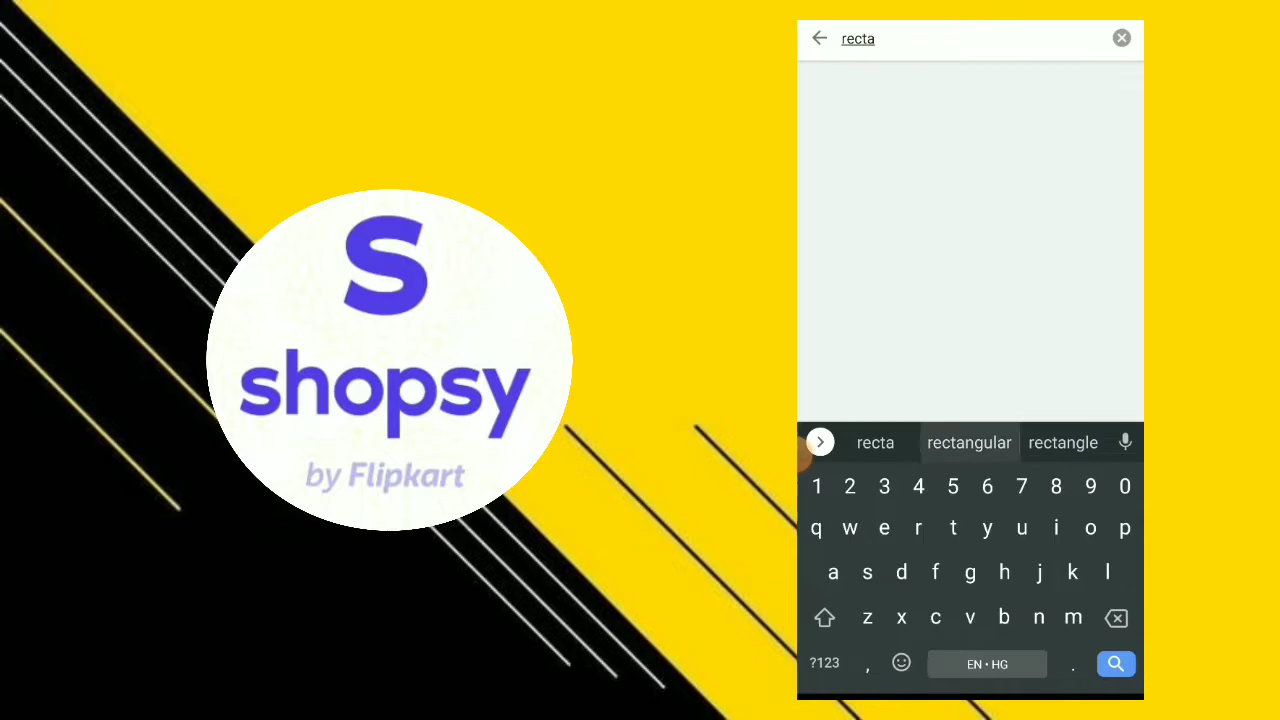 S
shopsy
by Flipkart
recta
recta rectangular rectangle
1 2 3 4 5 6 7 8 9 0
q w e r t y u i o p
a s d f g h j k l
z x c v b n m
?123 , EN • HG .